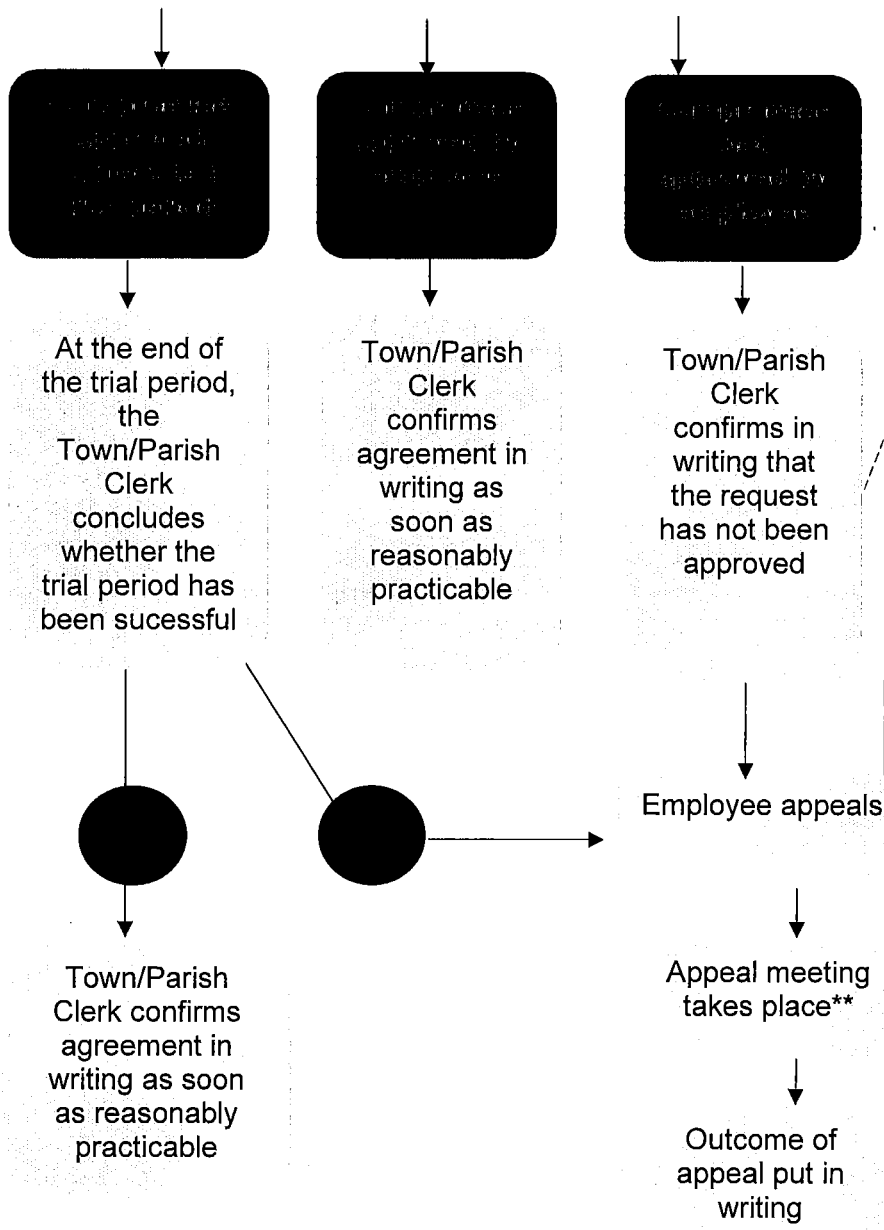 At the end of
the trial period,
the
Town/Parish
Clerk
concludes
whether the
trial period has
been sucessful
Town/Parish
Clerk
confirms
agreement in
writing as
soon as
reasonably
practicable
Town/Parish
Clerk
confirms in
writing that
the request
has not been
approved
Employee appeals
Town/Parish
Clerk confirms
agreement in
writing as soon
as reasonably
practicable
Appeal meeting
takes place**
Outcome of
appeal put in
writing